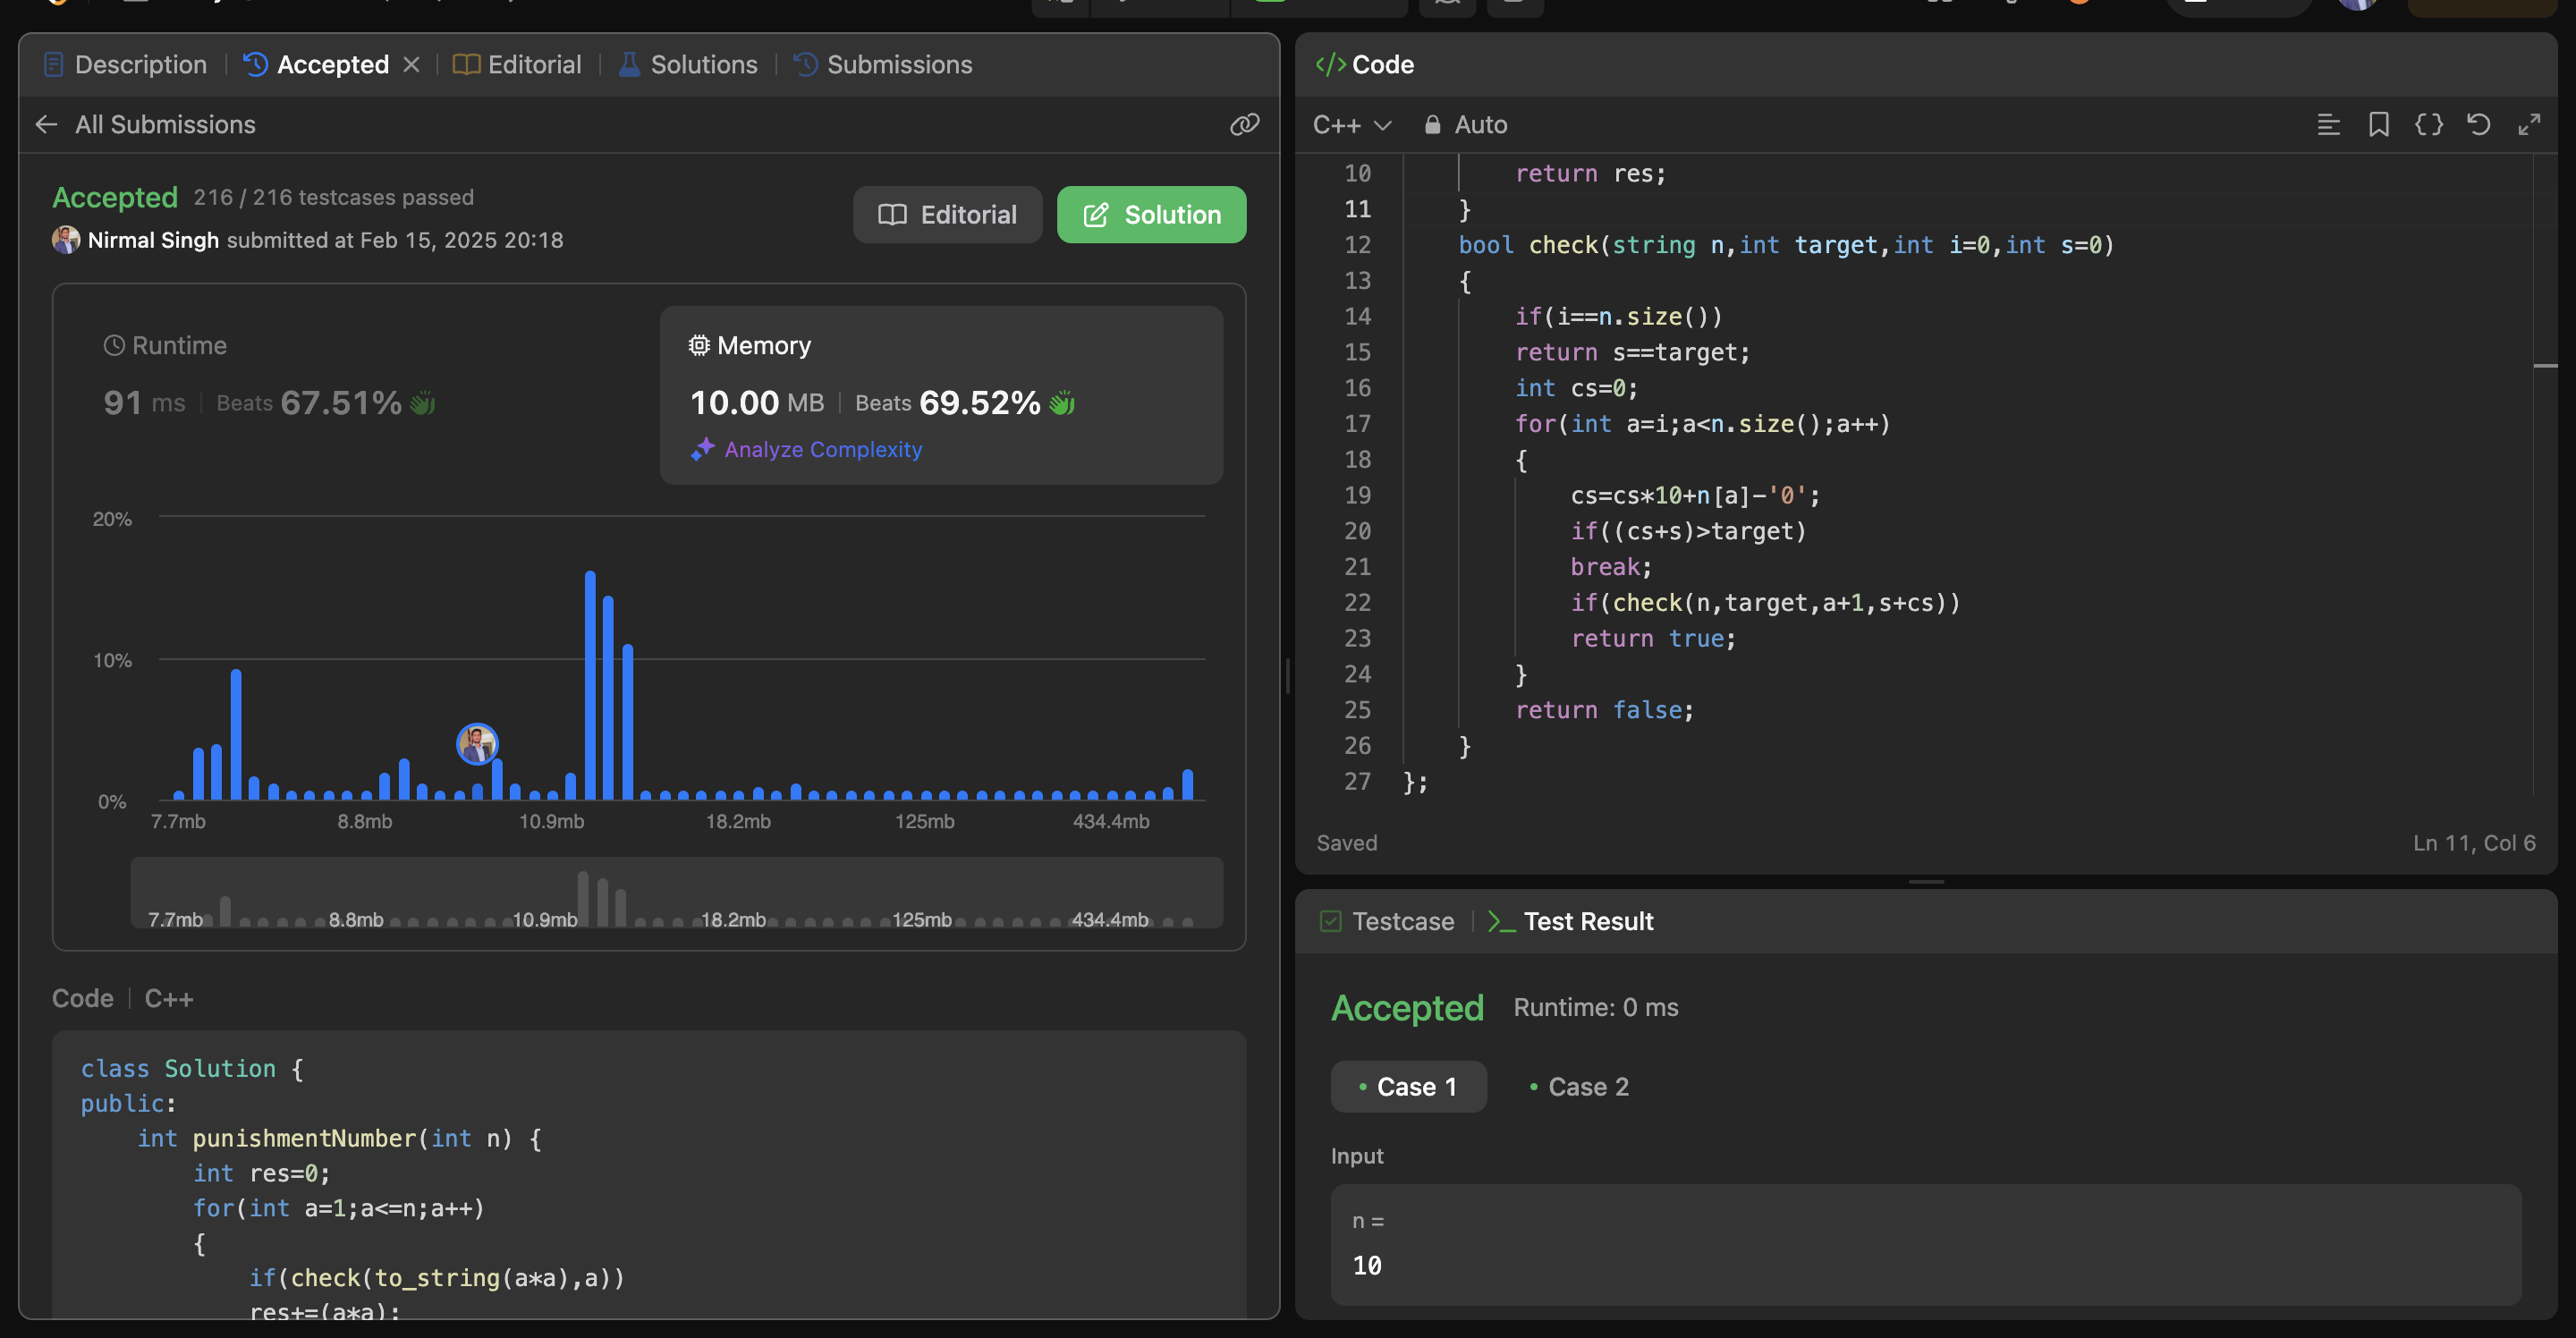 Description
Accepted
Editorial
Solutions
Submissions
All Submissions
Accepted 216 / 216 testcases passed
Nirmal Singh submitted at Feb 15, 2025 20:18
Editorial
Solution
Runtime
91 ms | Beats 67.51%
Memory
10.00 MB | Beats 69.52%
Analyze Complexity
20%
10%
0%
7.7mb 8.8mb 10.9mb 18.2mb 125mb 434.4mb
7.7mb 8.8mb 10.9mb 18.2mb 125mb 434.4mb
Code | C++
class Solution {
public:
    int punishmentNumber(int n) {
        int res=0;
        for(int a=1;a<=n;a++)
        {
            if(check(to_string(a*a),a))
            res+=(a*a);
</> Code
C++ Auto
10 return res;
11 }
12 bool check(string n,int target,int i=0,int s=0)
13 {
14 if(i==n.size())
15 return s==target;
16 int cs=0;
17 for(int a=i;a<n.size();a++)
18 {
19 cs=cs*10+n[a]-'0';
20 if((cs+s)>target)
21 break;
22 if(check(n,target,a+1,s+cs))
23 return true;
24 }
25 return false;
26 }
27 };
Saved
Ln 11, Col 6
Testcase
Test Result
Accepted Runtime: 0 ms
Case 1
Case 2
Input
n =
10